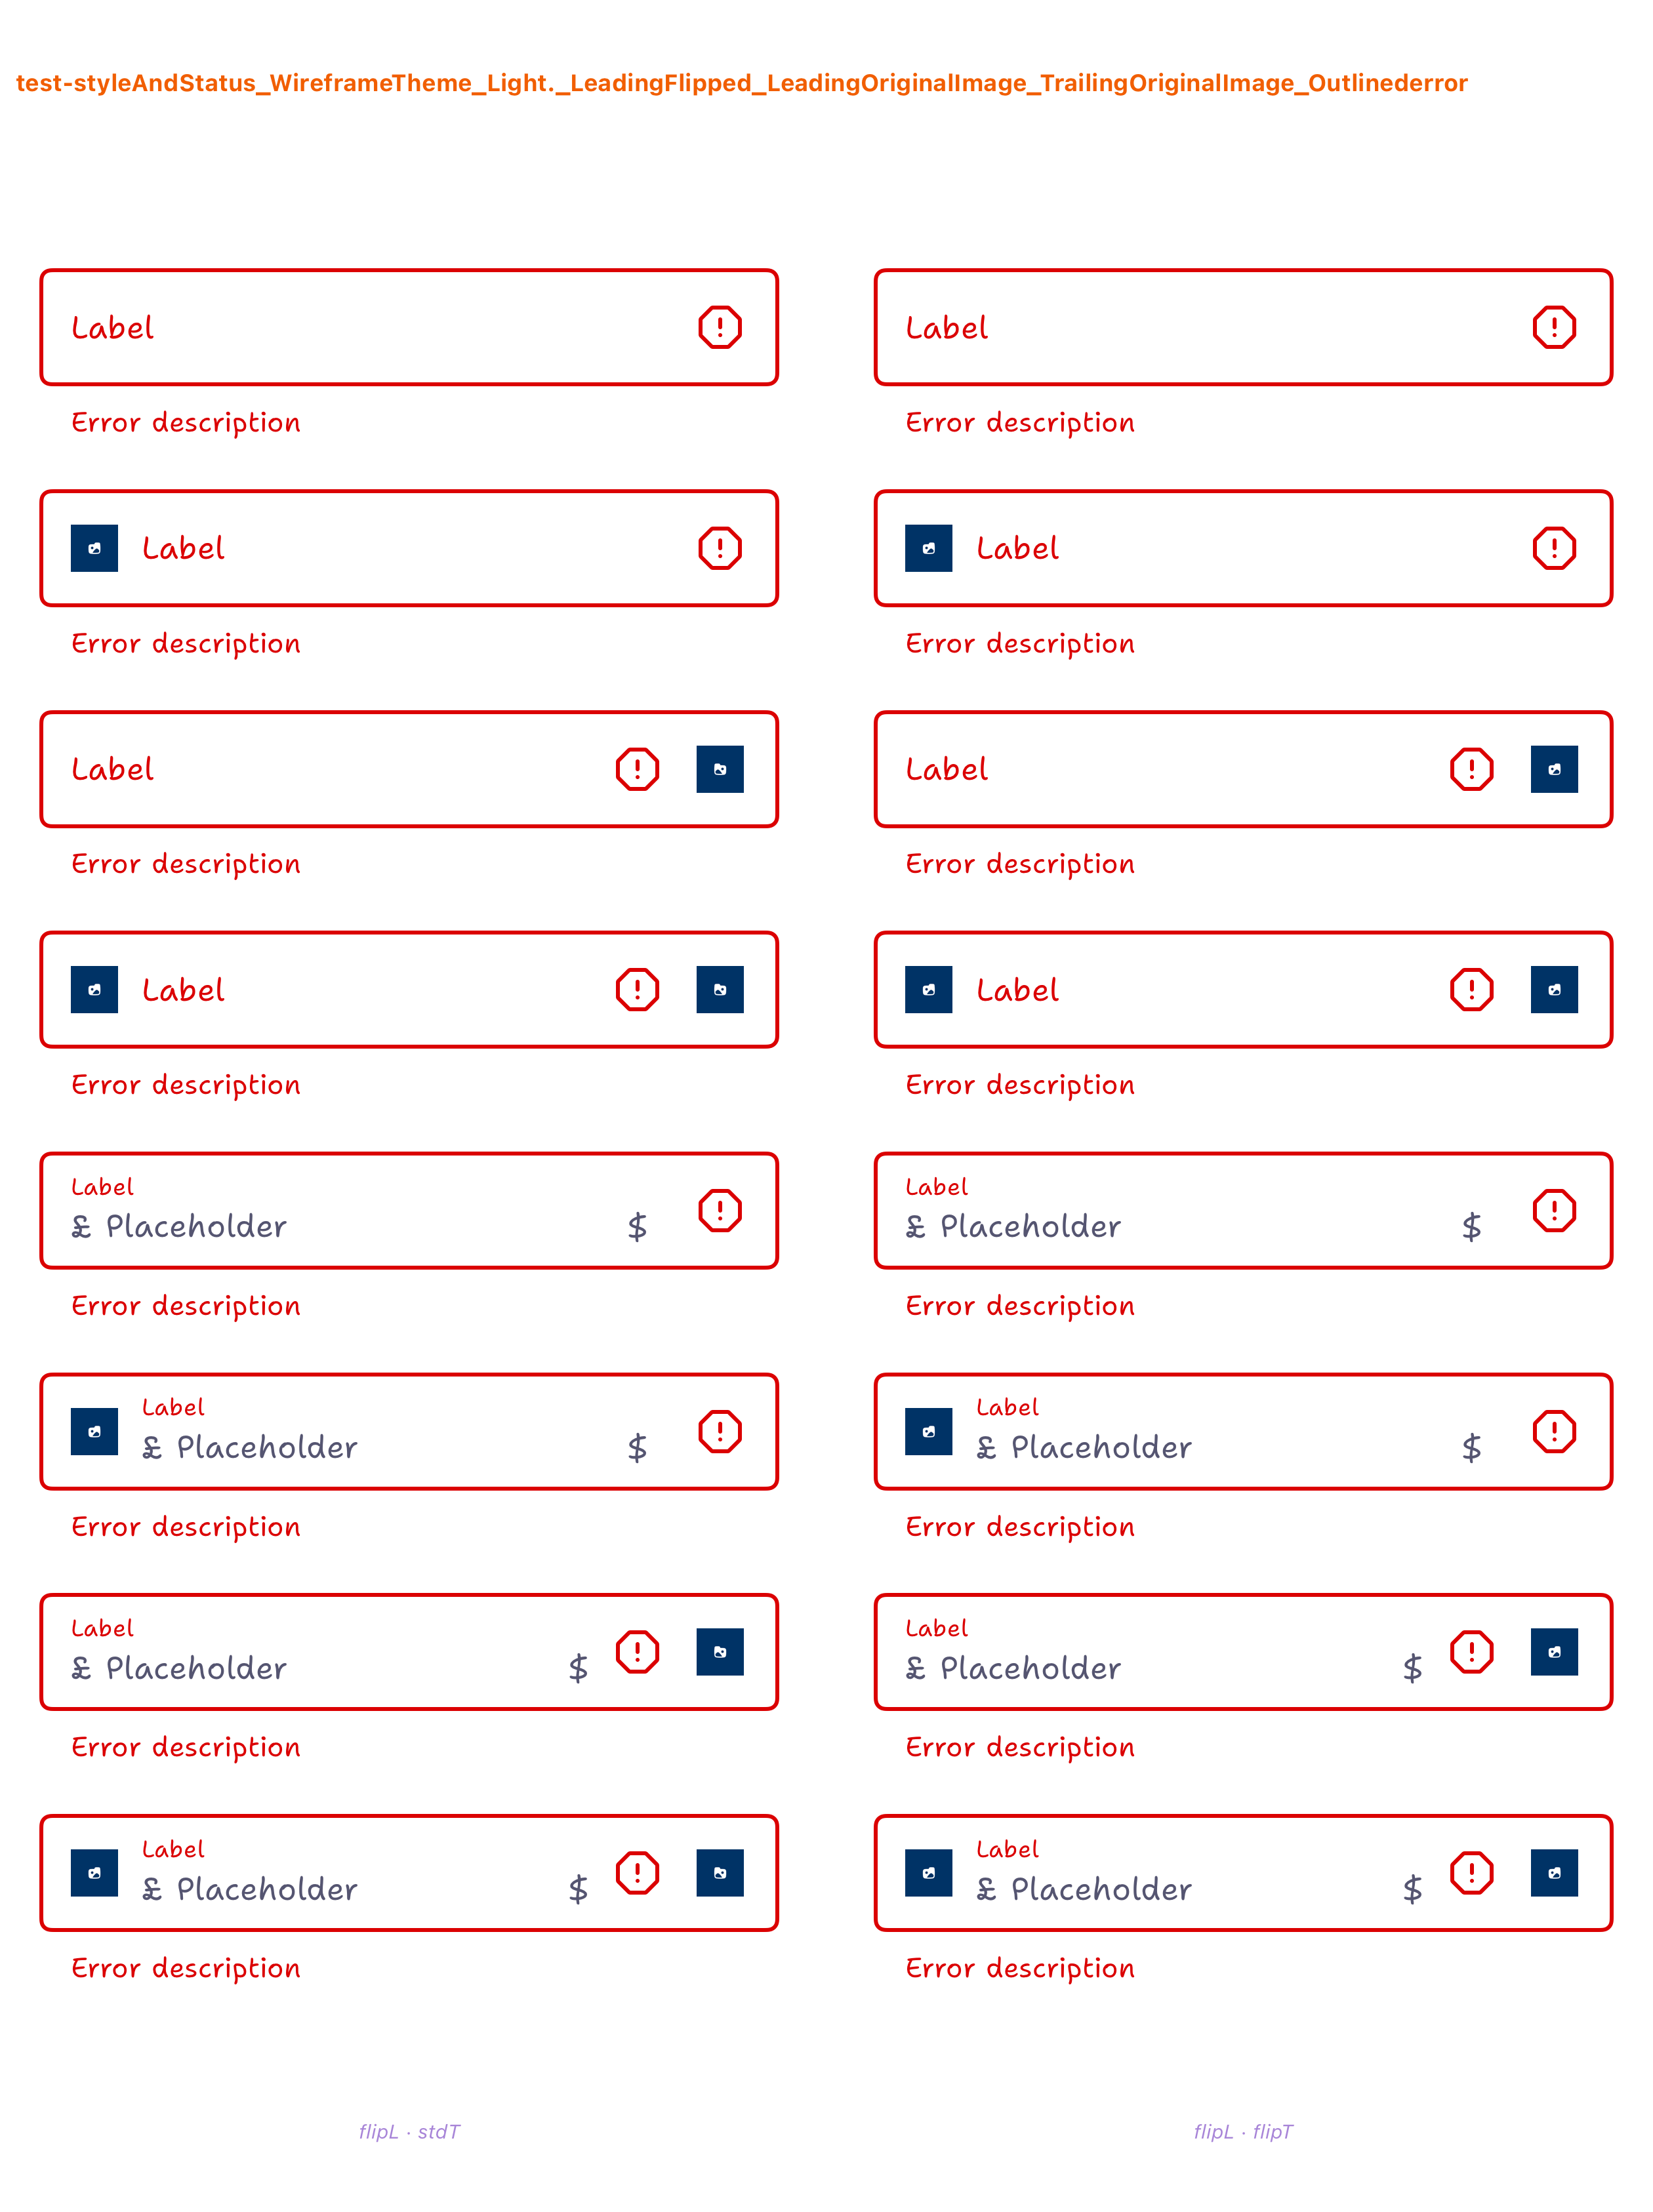 test-styleAndStatus_WireframeTheme_Light._LeadingFlipped_LeadingOriginalImage_TrailingOriginalImage_Outlinederror
Label Label
Error description Error description
Label Label
Error description Error description
Label Label
Error description Error description
Label Label
Error description Error description
Label Label
£ Placeholder $ £ Placeholder $
Error description Error description
Label Label
£ Placeholder $ £ Placeholder $
Error description Error description
Label Label
£ Placeholder $ £ Placeholder $
Error description Error description
Label Label
£ Placeholder $ £ Placeholder $
Error description Error description
flipL · stdT flipL · flipT